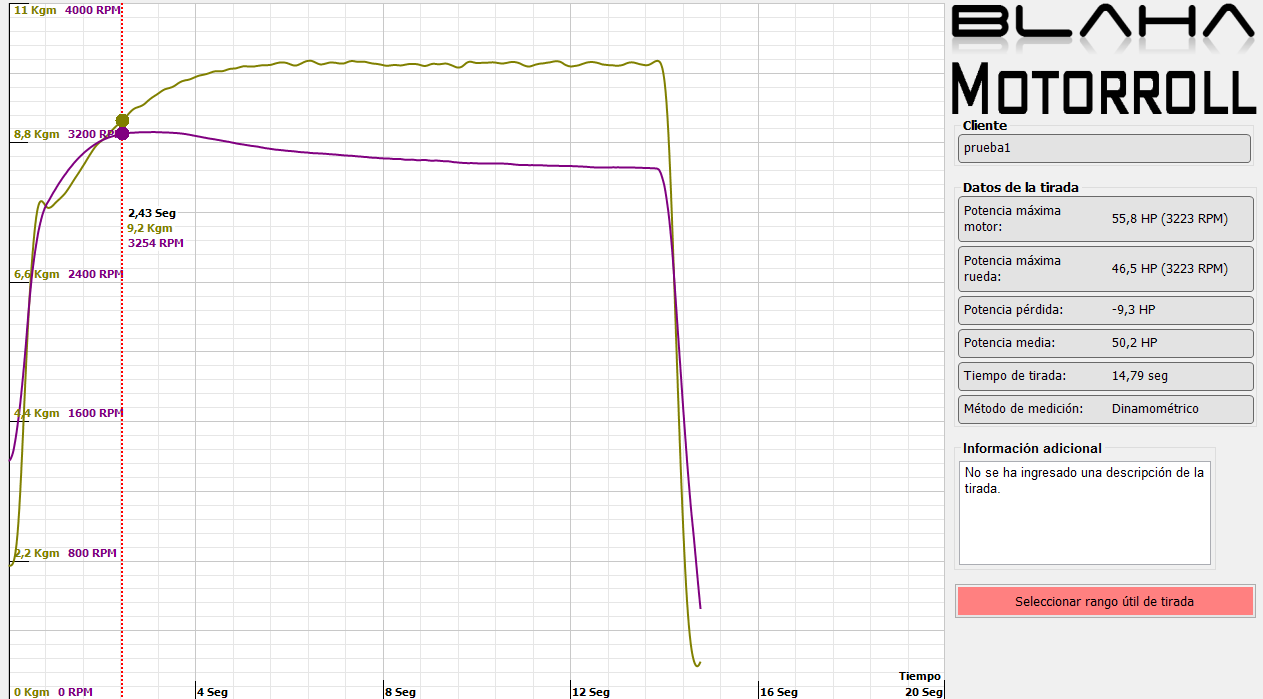 11 Kgm 4000 RPM
8,8 Kgm 3200 RPM
2,43 Seg
9,2 Kgm
3254 RPM
6,6 Kgm 2400 RPM
4,4 Kgm 1600 RPM
2,2 Kgm 800 RPM
Tiempo
0 Kgm 0 RPM 4 Seg 8 Seg 12 Seg 16 Seg 20 Seg
BLAHA
MOTORROLL
Cliente
prueba1
Datos de la tirada
Potencia máxima
motor: 55,8 HP (3223 RPM)
Potencia máxima
rueda: 46,5 HP (3223 RPM)
Potencia pérdida: -9,3 HP
Potencia media: 50,2 HP
Tiempo de tirada: 14,79 seg
Método de medición: Dinamométrico
Información adicional
No se ha ingresado una descripción de la
tirada.
Seleccionar rango útil de tirada